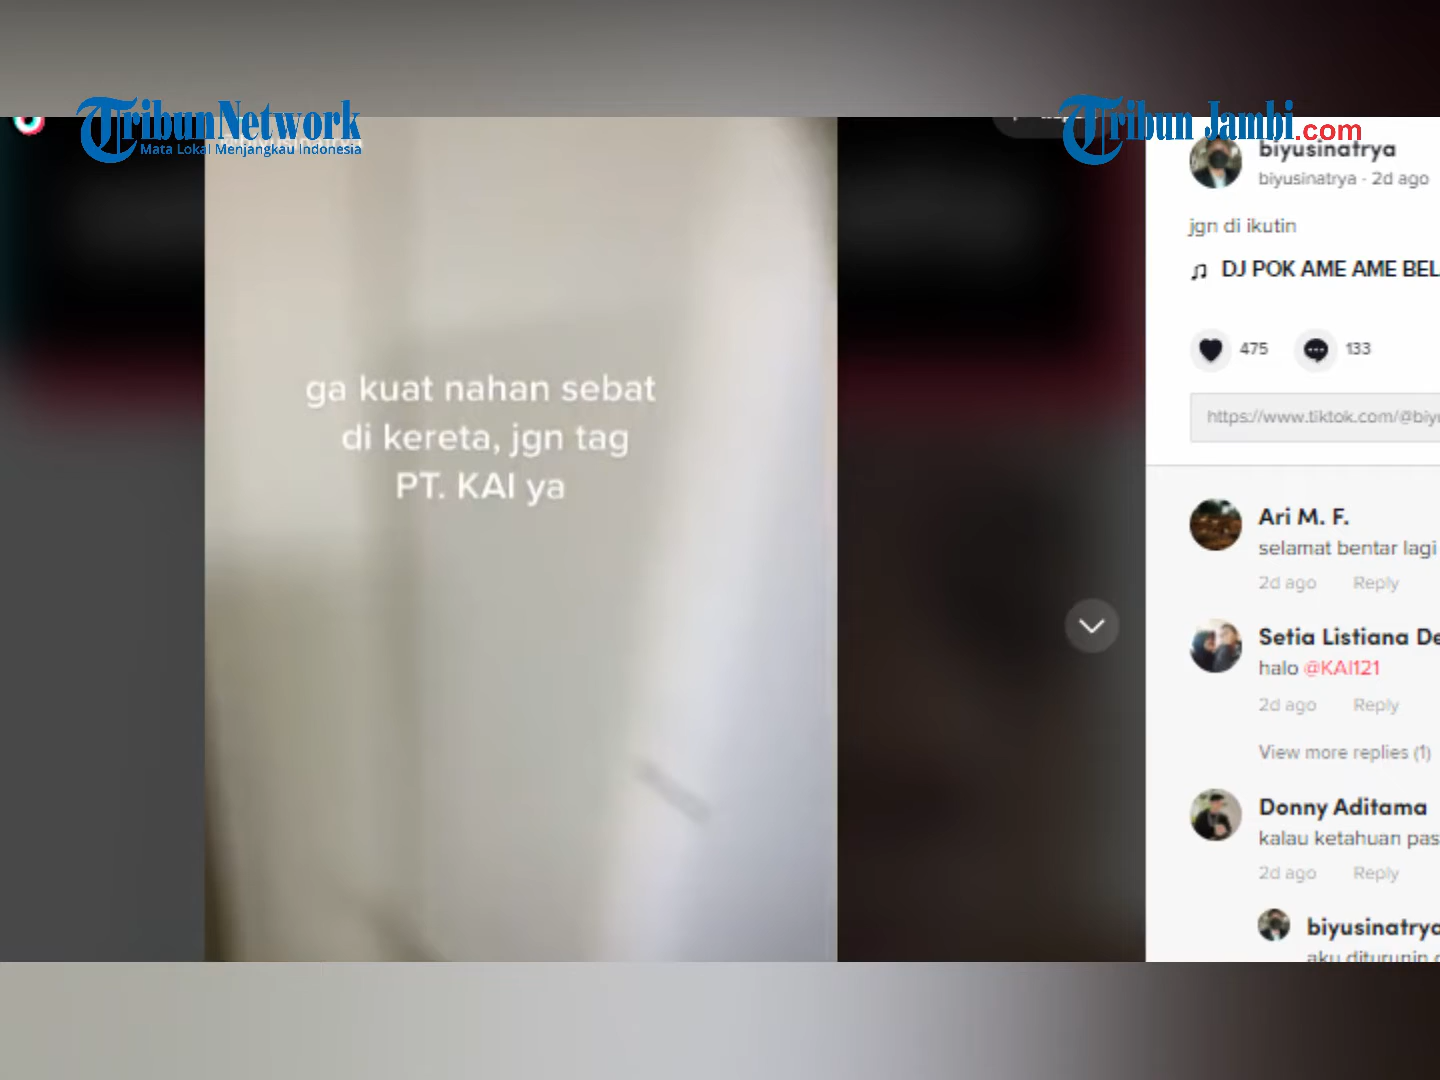 TribunNetwork
Mata Lokal Menjangkau Indonesia
Tribun Jambi.com
ga kuat nahan sebat
di kereta, jgn tag
PT. KAI ya
biyusinatrya
biyusinatrya · 2d ago
jgn di ikutin
DJ POK AME AME BEL
475
133
https://www.tiktok.com/@biyu
Ari M. F.
selamat bentar lagi
2d ago Reply
Setia Listiana De
halo @KAI121
2d ago Reply
View more replies (1)
Donny Aditama
kalau ketahuan pas
2d ago Reply
biyusinatrya
aku diturunin